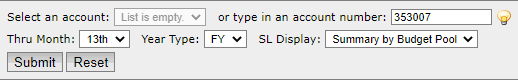 Select an account: List is empty. or type in an account number: 353007
Thru Month: 13th Year Type: FY SL Display: Summary by Budget Pool
Submit Reset